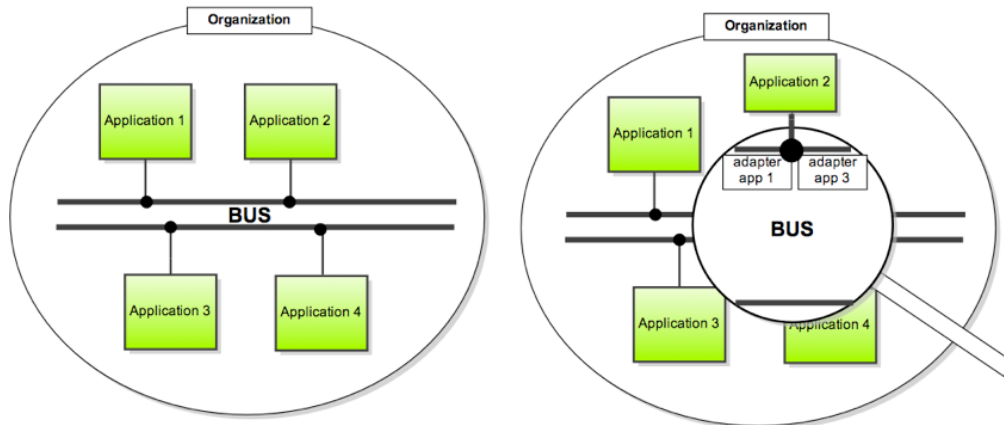 Organization
Application 1
Application 2
BUS
Application 3
Application 4
Organization
Application 2
Application 1
adapter
app 1
adapter
app 3
BUS
Application 3
Application 4